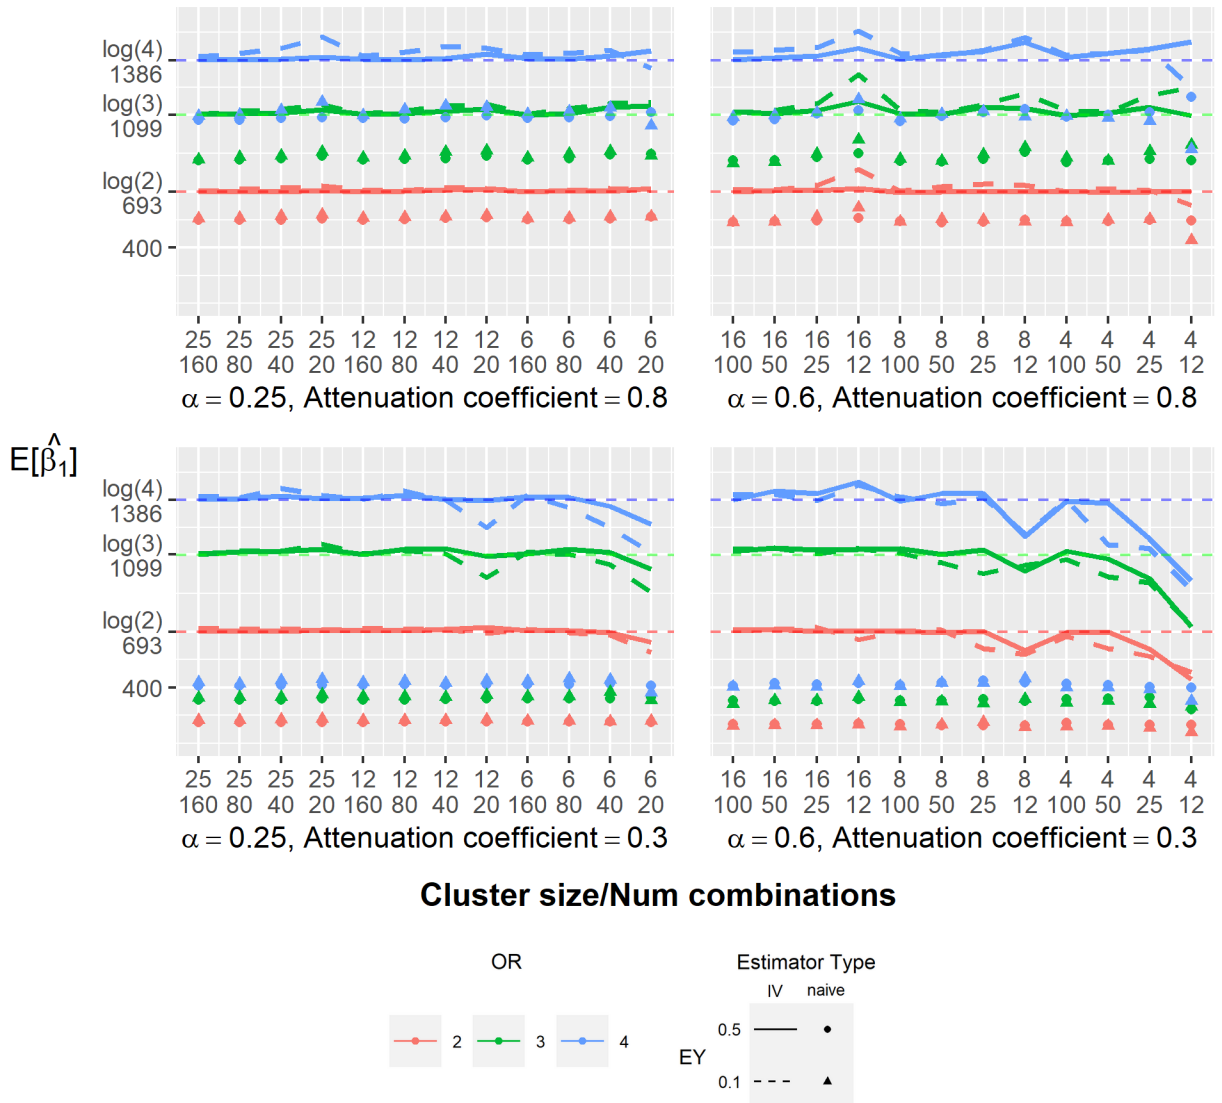 log(4)
1386
log(3)
1099
log(2)
693
400
25 25 25 25 12 12 12 12 6 6 6 6
160 80 40 20 160 80 40 20 160 80 40 20
α = 0.25, Attenuation coefficient = 0.8
16 16 16 16 8 8 8 8 4 4 4 4
100 50 25 12 100 50 25 12 100 50 25 12
α = 0.6, Attenuation coefficient = 0.8
E[β̂₁]
log(4)
1386
log(3)
1099
log(2)
693
400
25 25 25 25 12 12 12 12 6 6 6 6
160 80 40 20 160 80 40 20 160 80 40 20
α = 0.25, Attenuation coefficient = 0.3
16 16 16 16 8 8 8 8 4 4 4 4
100 50 25 12 100 50 25 12 100 50 25 12
α = 0.6, Attenuation coefficient = 0.3
Cluster size/Num combinations
OR
2 3 4
Estimator Type
IV naive
EY
0.5
0.1